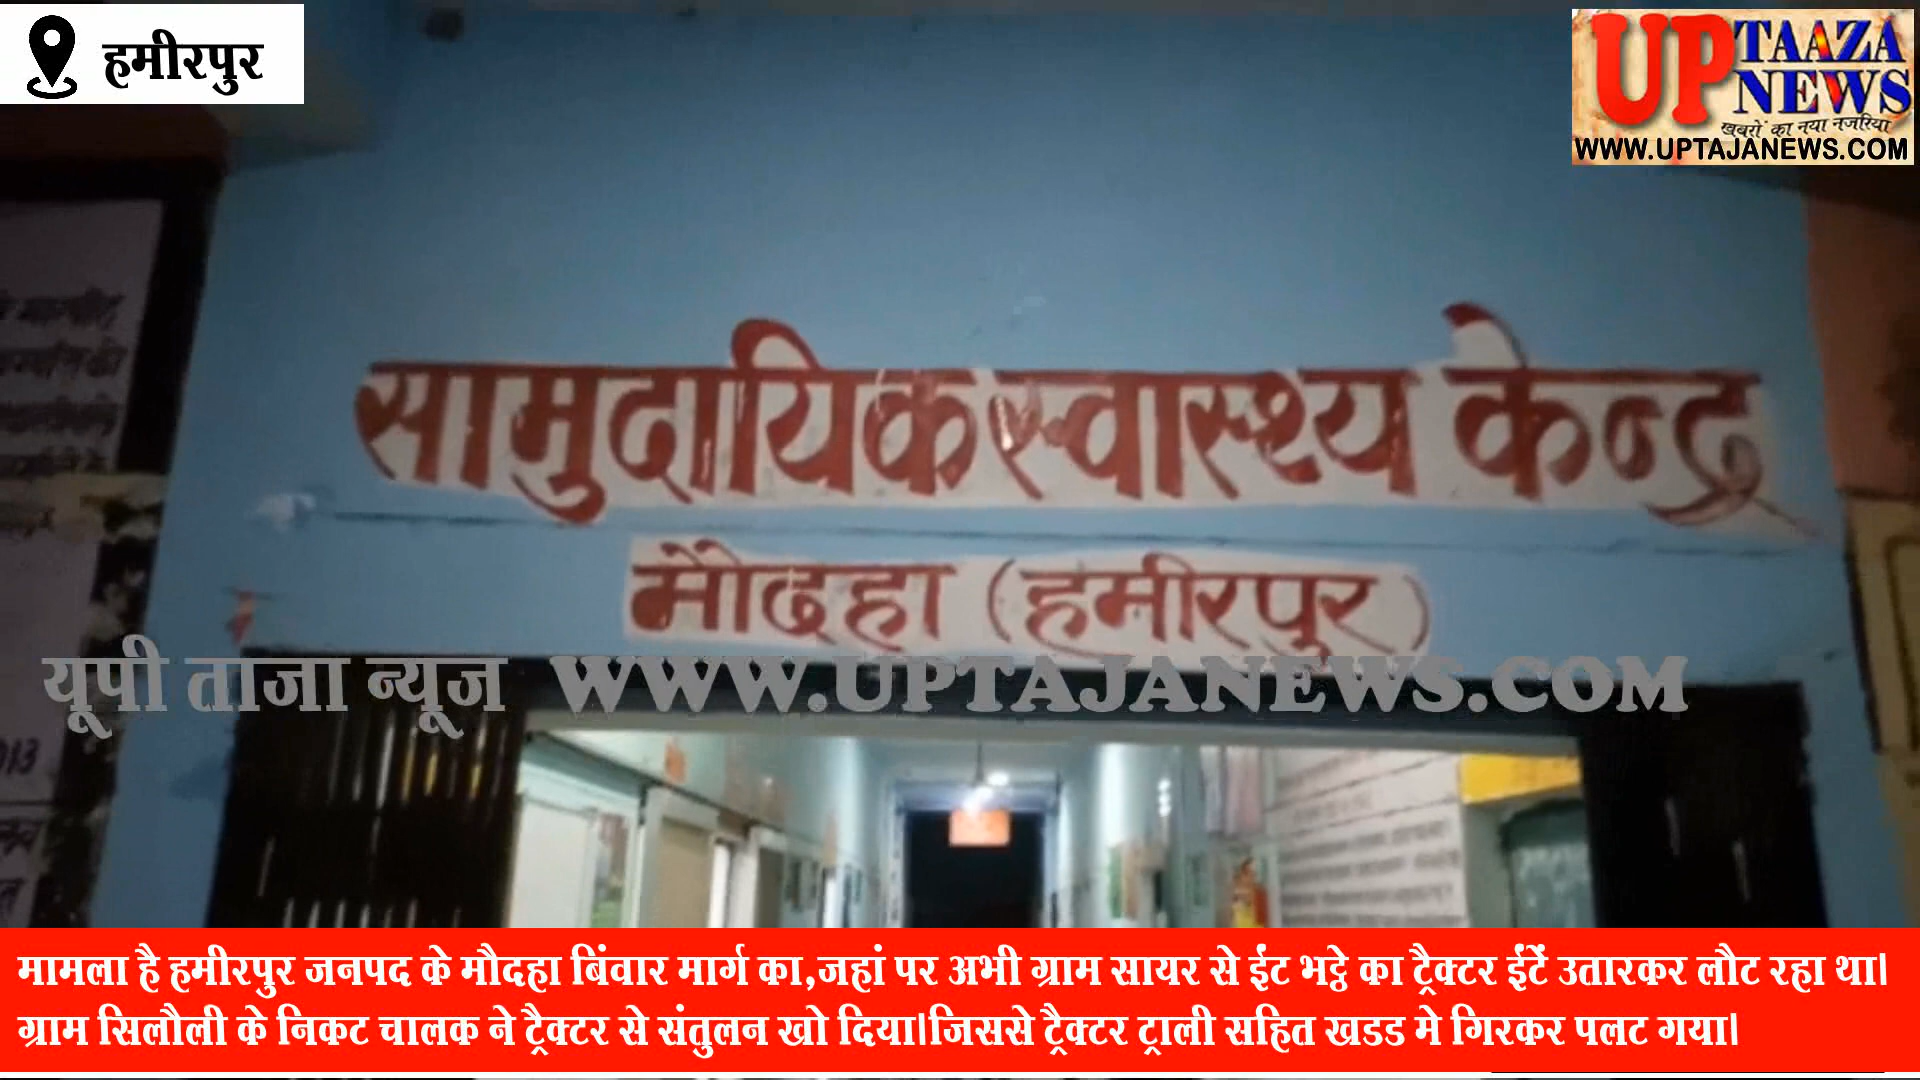 हमीरपुर
UPTAAZA
NEWS
खबरों का नया नजरिया
WWW.UPTAJANEWS.COM
सामुदायिक स्वास्थ्य केन्द्र
मौदहा (हमीरपुर)
यूपी ताजा न्यूज WWW.UPTAJANEWS.COM
मामला है हमीरपुर जनपद के मौदहा बिंवार मार्ग का,जहां पर अभी ग्राम सायर से ईंट भट्ठे का ट्रैक्टर ईंटें उतारकर लौट रहा था।
ग्राम सिलौली के निकट चालक ने ट्रैक्टर से संतुलन खो दिया।जिससे ट्रैक्टर ट्राली सहित खडड मे गिरकर पलट गया।